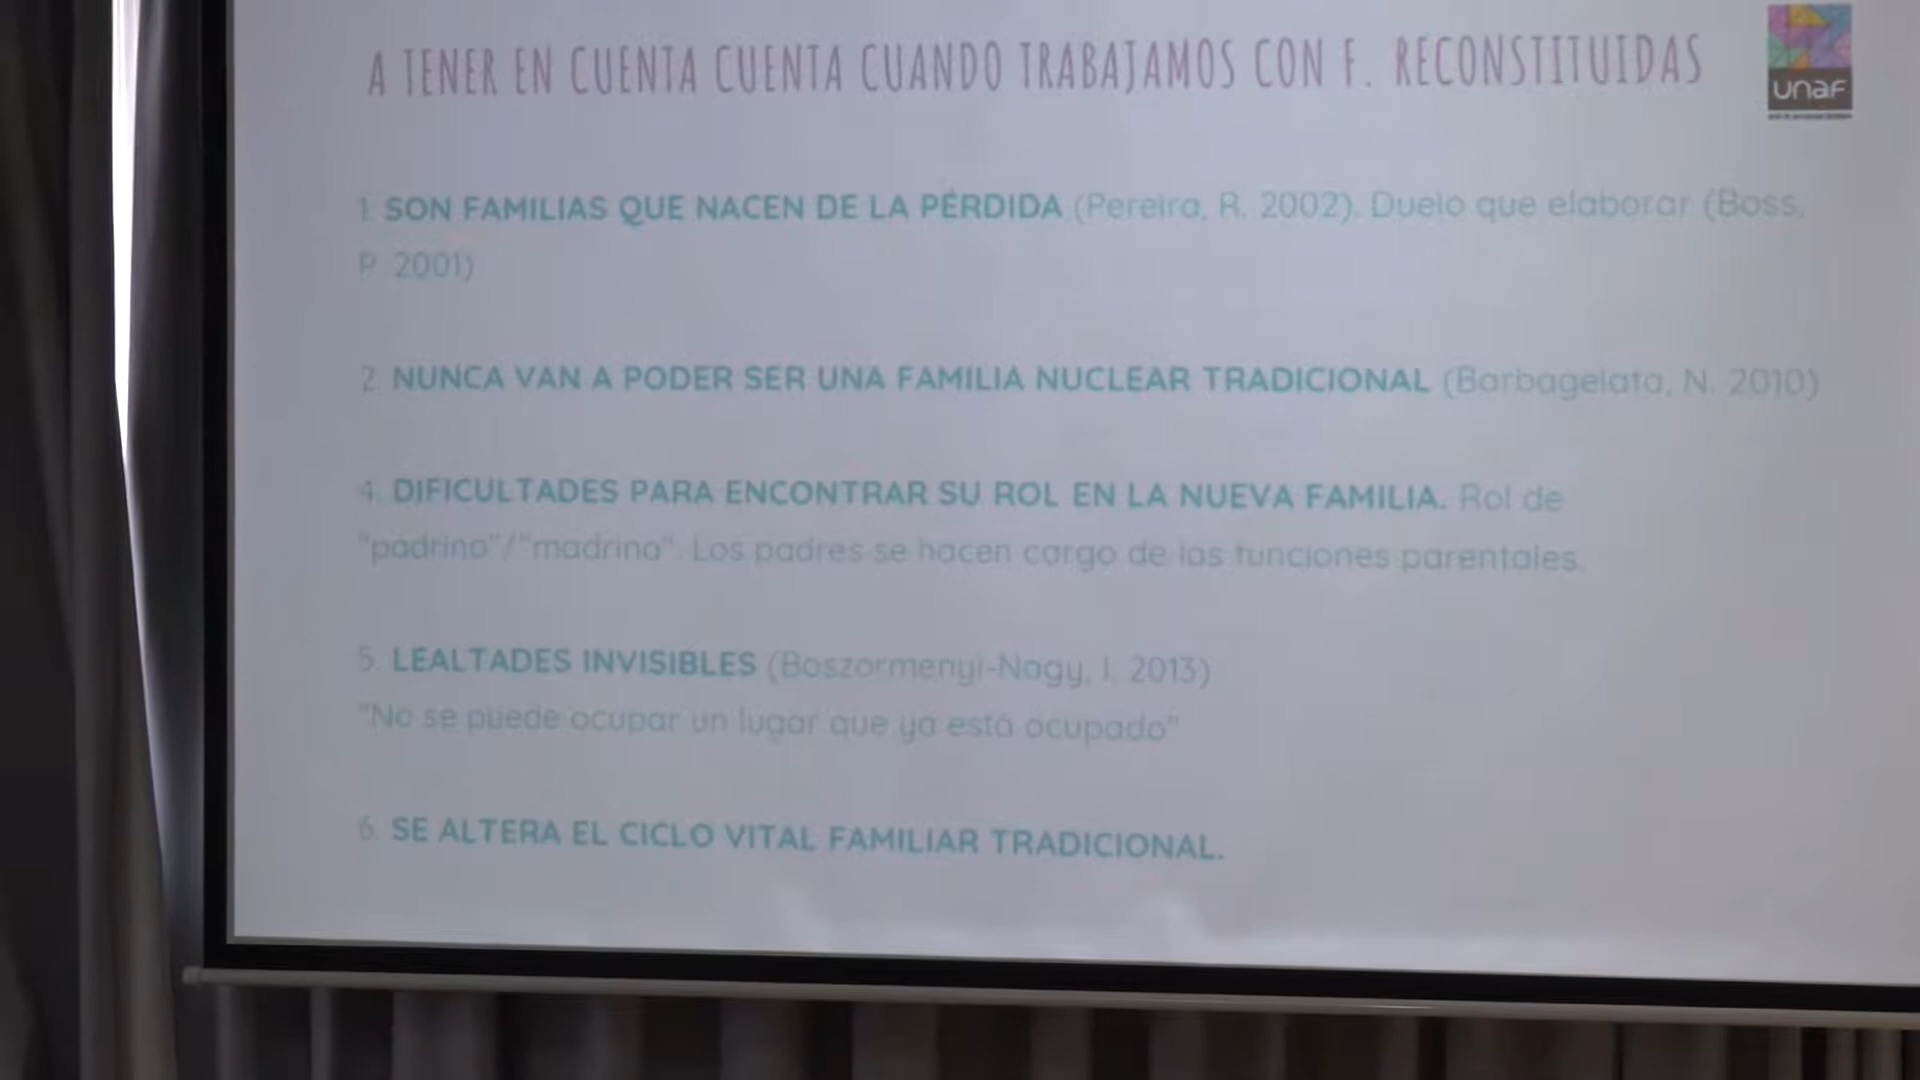 A TENER EN CUENTA CUENTA CUANDO TRABAJAMOS CON F. RECONSTITUIDAS
unaf
1. SON FAMILIAS QUE NACEN DE LA PÉRDIDA (Pereira, R. 2002). Duelo que elaborar (Boss,
P. 2001)
2. NUNCA VAN A PODER SER UNA FAMILIA NUCLEAR TRADICIONAL (Barbagelata, N. 2010)
4. DIFICULTADES PARA ENCONTRAR SU ROL EN LA NUEVA FAMILIA. Rol de
"padrino"/"madrina". Los padres se hacen cargo de las funciones parentales.
5. LEALTADES INVISIBLES (Boszormenyi-Nagy, I. 2013)
"No se puede ocupar un lugar que ya está ocupado"
6. SE ALTERA EL CICLO VITAL FAMILIAR TRADICIONAL.